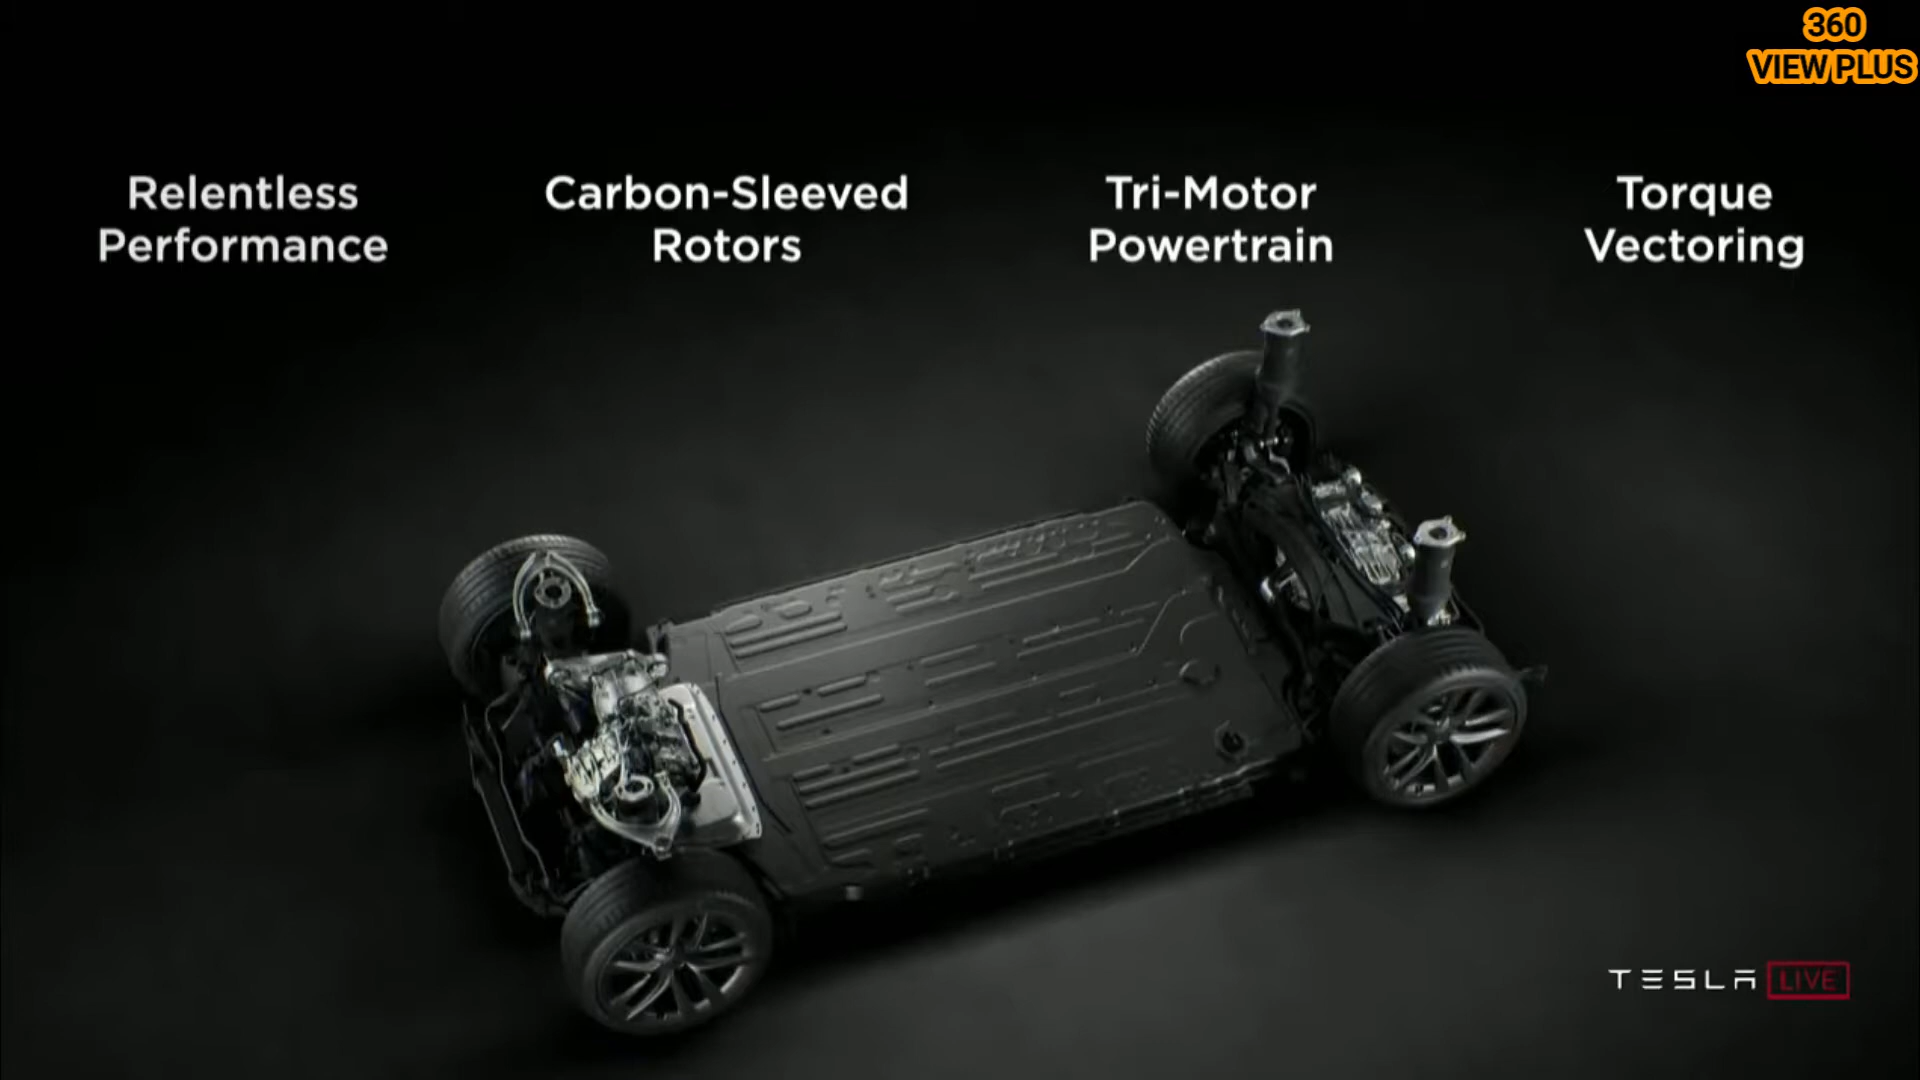 360
VIEW PLUS
Relentless
Performance
Carbon-Sleeved
Rotors
Tri-Motor
Powertrain
Torque
Vectoring
TESLA LIVE